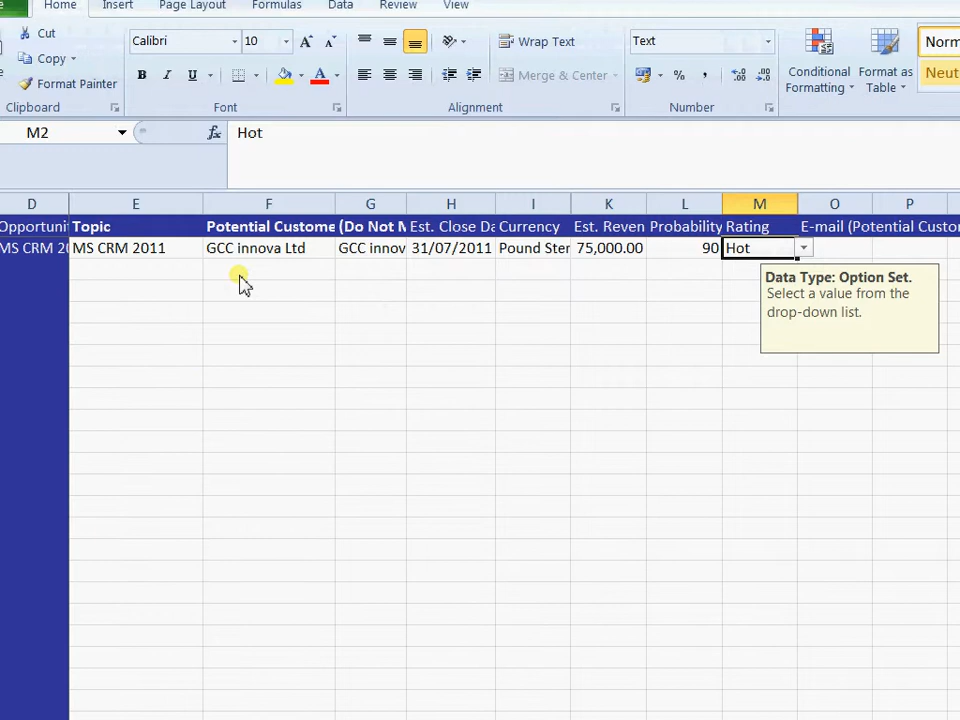 Home Insert Page Layout Formulas Data Review View
Cut
Copy
Format Painter
Clipboard
Calibri 10 A A
B I U A
Font
Wrap Text
Merge & Center
Alignment
Text
% ,
Number
Conditional Formatting
Format as Table
Norm
Neut
M2 fx Hot
D E F G H I K L M O P
Opportunit Topic Potential Custome (Do Not M Est. Close Da Currency Est. Reven Probability Rating E-mail (Potential Custo
MS CRM 20 MS CRM 2011 GCC innova Ltd GCC innov 31/07/2011 Pound Ster 75,000.00 90 Hot
Data Type: Option Set.
Select a value from the
drop-down list.